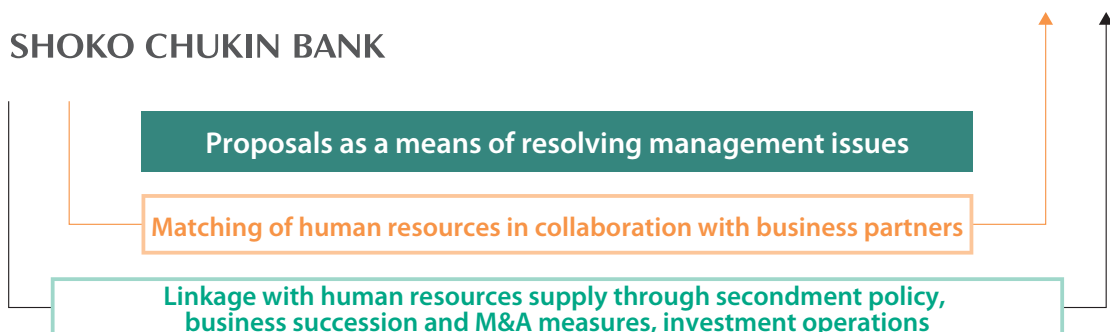 SHOKO CHUKIN BANK
Proposals as a means of resolving management issues
Matching of human resources in collaboration with business partners
Linkage with human resources supply through secondment policy,
business succession and M&A measures, investment operations